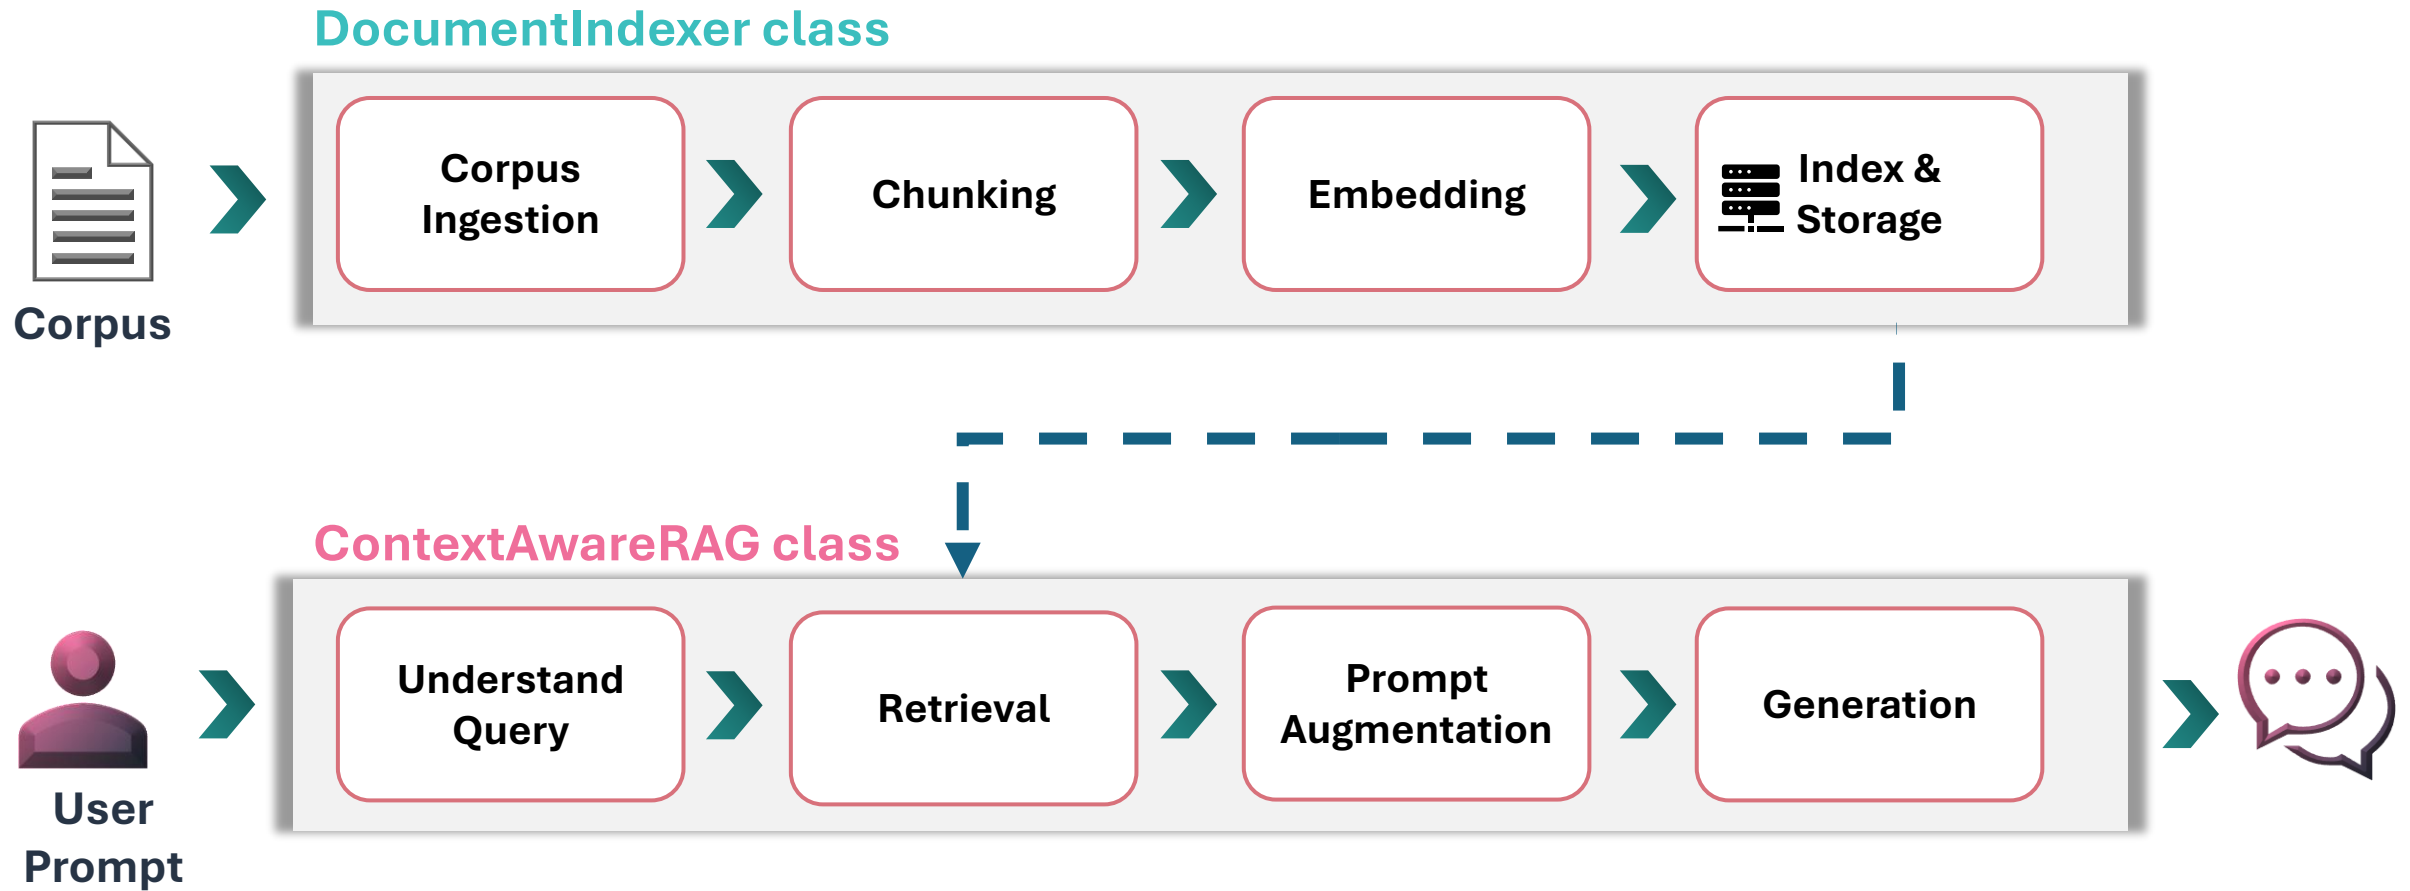 DocumentIndexer class
Corpus
Ingestion
Chunking
Embedding
Index &
Storage
Corpus
ContextAwareRAG class
Understand
Query
Retrieval
Prompt
Augmentation
Generation
User
Prompt